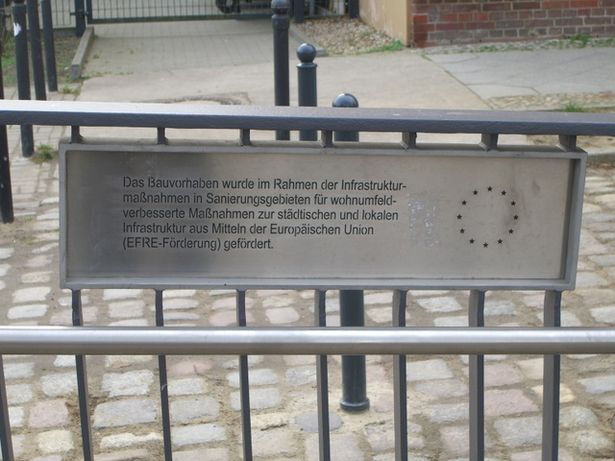 Das Bauvorhaben wurde im Rahmen der Infrastruktur-
maßnahmen in Sanierungsgebieten für wohnumfeld-
verbesserte Maßnahmen zur städtischen und lokalen
Infrastruktur aus Mitteln der Europäischen Union
(EFRE-Förderung) gefördert.